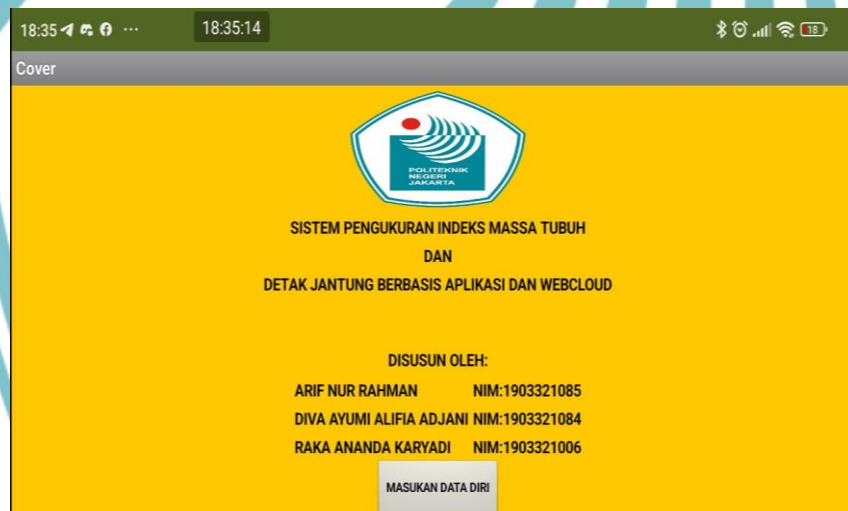 18:35 ··· 18:35:14 18
Cover
POLITEKNIK
NEGERI
JAKARTA
SISTEM PENGUKURAN INDEKS MASSA TUBUH
DAN
DETAK JANTUNG BERBASIS APLIKASI DAN WEBCLOUD
DISUSUN OLEH:
ARIF NUR RAHMAN NIM:1903321085
DIVA AYUMI ALIFIA ADJANI NIM:1903321084
RAKA ANANDA KARYADI NIM:1903321006
MASUKAN DATA DIRI